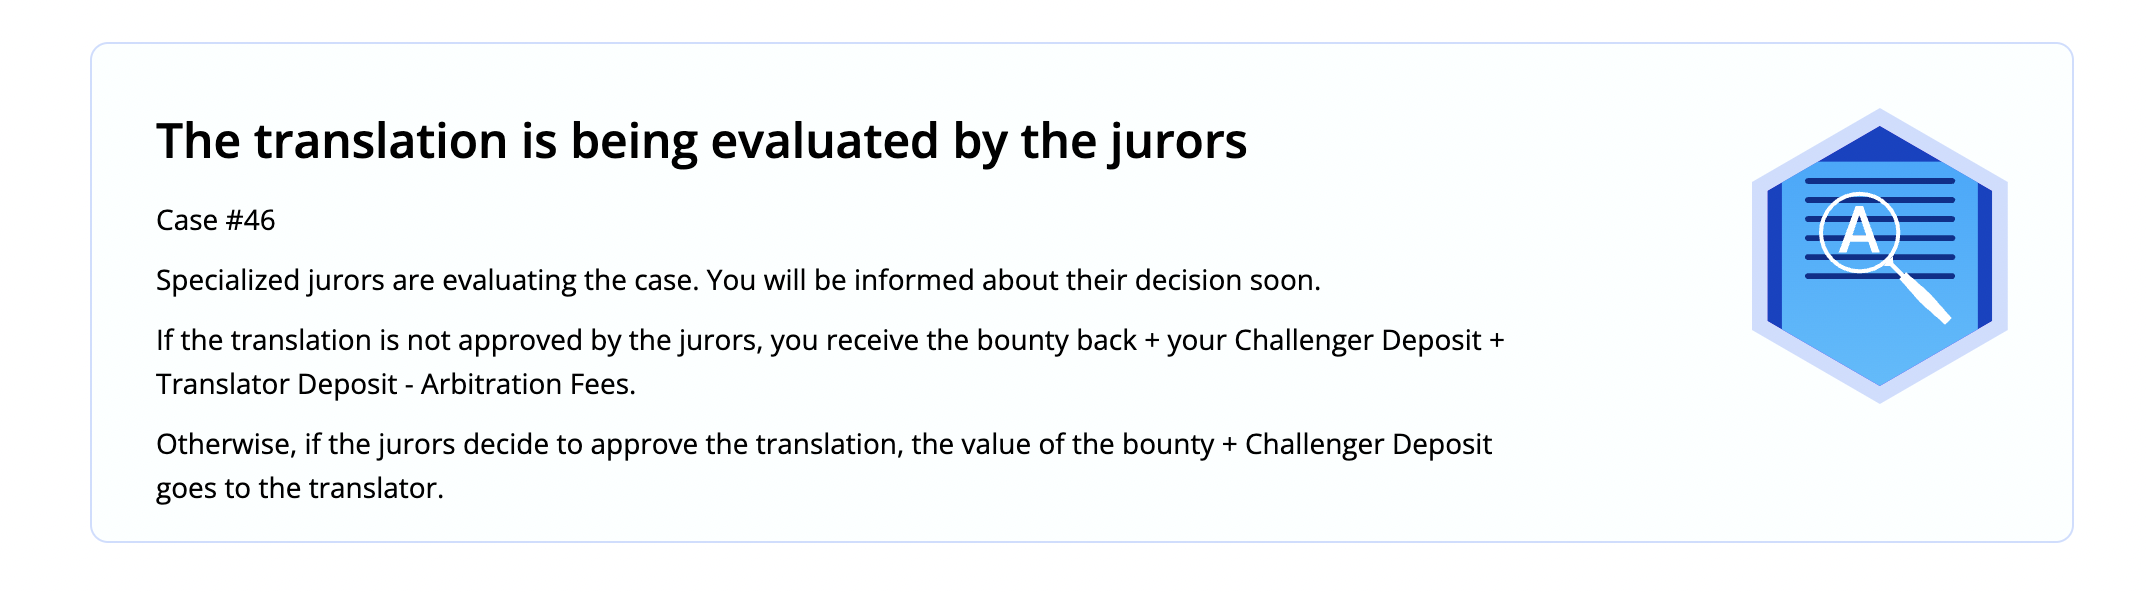 The translation is being evaluated by the jurors
Case #46
Specialized jurors are evaluating the case. You will be informed about their decision soon.
If the translation is not approved by the jurors, you receive the bounty back + your Challenger Deposit +
Translator Deposit - Arbitration Fees.
Otherwise, if the jurors decide to approve the translation, the value of the bounty + Challenger Deposit
goes to the translator.
A